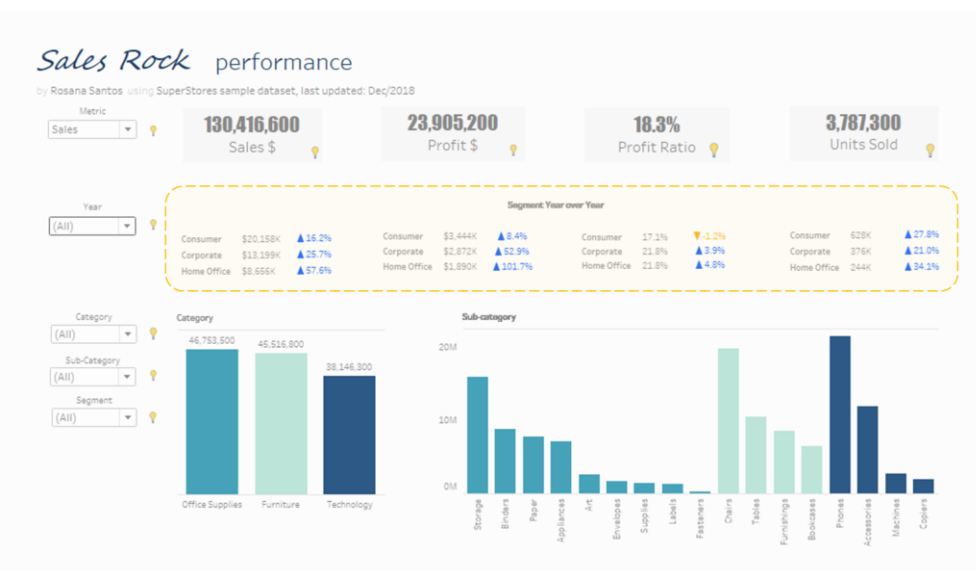 Sales Rock performance
by Rosana Santos using SuperStores sample dataset, last updated: Dec/2018
Metric
Sales
130,416,600
Sales $
23,905,200
Profit $
18.3%
Profit Ratio
3,787,300
Units Sold
Year
(All)
Segment Year over Year
Consumer $20,158K ▲16.2%
Corporate $13,199K ▲25.7%
Home Office $8,656K ▲57.6%
Consumer $3,444K ▲8.4%
Corporate $2,872K ▲52.9%
Home Office $1,890K ▲101.7%
Consumer 17.1% ▼-1.2%
Corporate 21.8% ▲3.9%
Home Office 21.8% ▲4.8%
Consumer 628K ▲27.8%
Corporate 376K ▲21.0%
Home Office 244K ▲34.1%
Category
(All)
Sub-Category
(All)
Segment
(All)
Category
46,753,500
45,516,800
38,146,300
Office Supplies
Furniture
Technology
Sub-category
20M
10M
0M
Storage
Binders
Paper
Appliances
Art
Envelopes
Supplies
Labels
Fasteners
Chairs
Tables
Furnishings
Bookcases
Phones
Accessories
Machines
Copiers